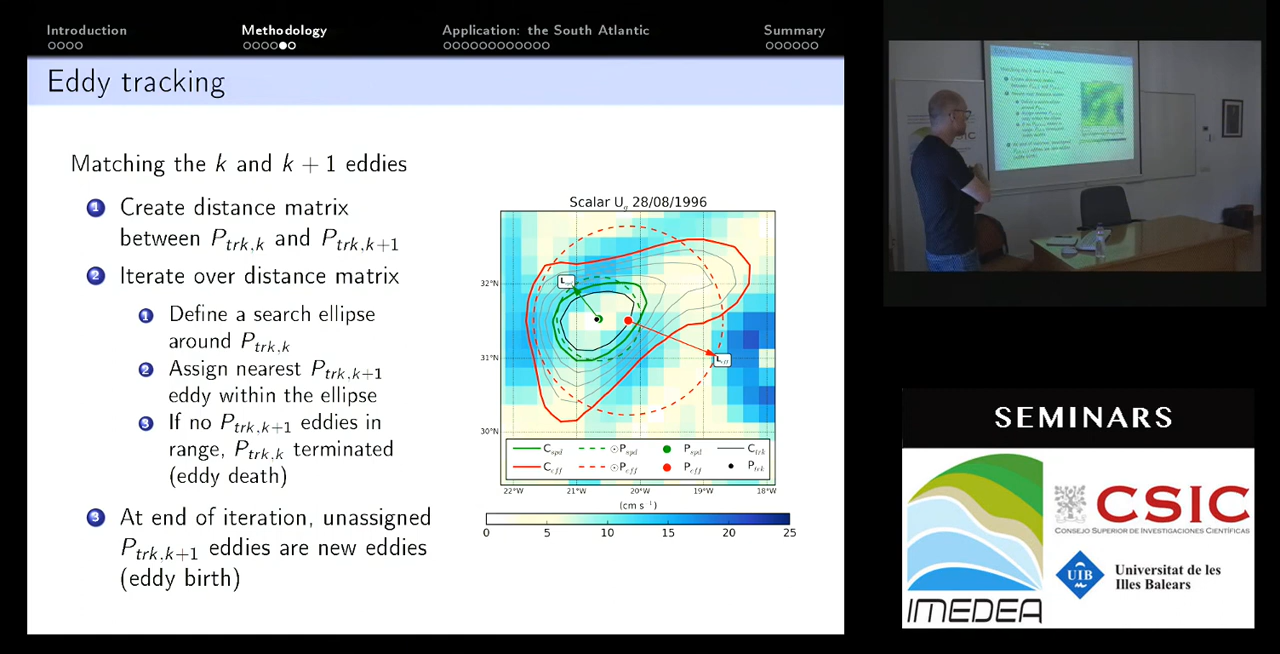 Introduction
Methodology
Application: the South Atlantic
Summary
Eddy tracking
Matching the k and k + 1 eddies
1 Create distance matrix
between P_trk,k and P_trk,k+1
2 Iterate over distance matrix
1 Define a search ellipse
around P_trk,k
2 Assign nearest P_trk,k+1
eddy within the ellipse
3 If no P_trk,k+1 eddies in
range, P_trk,k terminated
(eddy death)
3 At end of iteration, unassigned
P_trk,k+1 eddies are new eddies
(eddy birth)
Scalar U_g 28/08/1996
32°N
31°N
30°N
L_eff
C_spd ⊙P_spd P_spd C_trk
C_eff ⊙P_eff P_eff P_trk
22°W 21°W 20°W 19°W 18°W
(cm s⁻¹)
0 5 10 15 20 25
SEMINARS
IMEDEA
CSIC
CONSEJO SUPERIOR DE INVESTIGACIONES CIENTÍFICAS
UIB
Universitat de les
Illes Balears